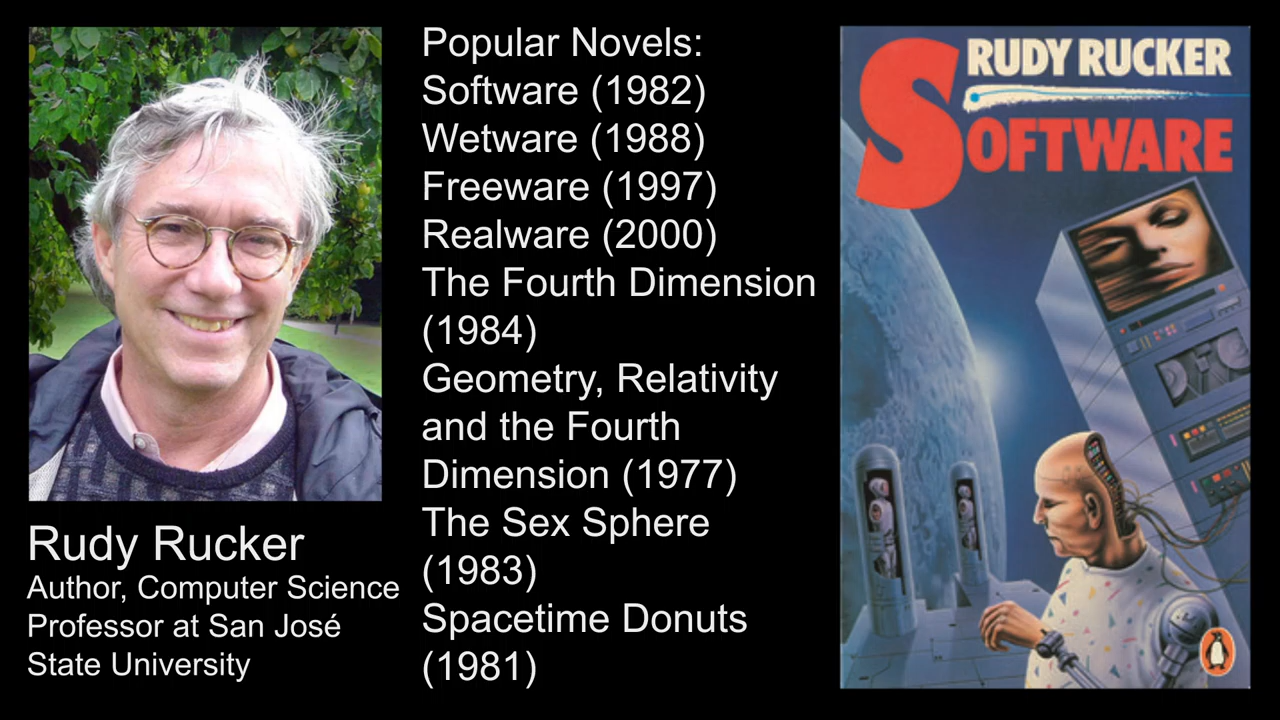 Rudy Rucker
Author, Computer Science
Professor at San José
State University
Popular Novels:
Software (1982)
Wetware (1988)
Freeware (1997)
Realware (2000)
The Fourth Dimension
(1984)
Geometry, Relativity
and the Fourth
Dimension (1977)
The Sex Sphere
(1983)
Spacetime Donuts
(1981)
RUDY RUCKER
SOFTWARE